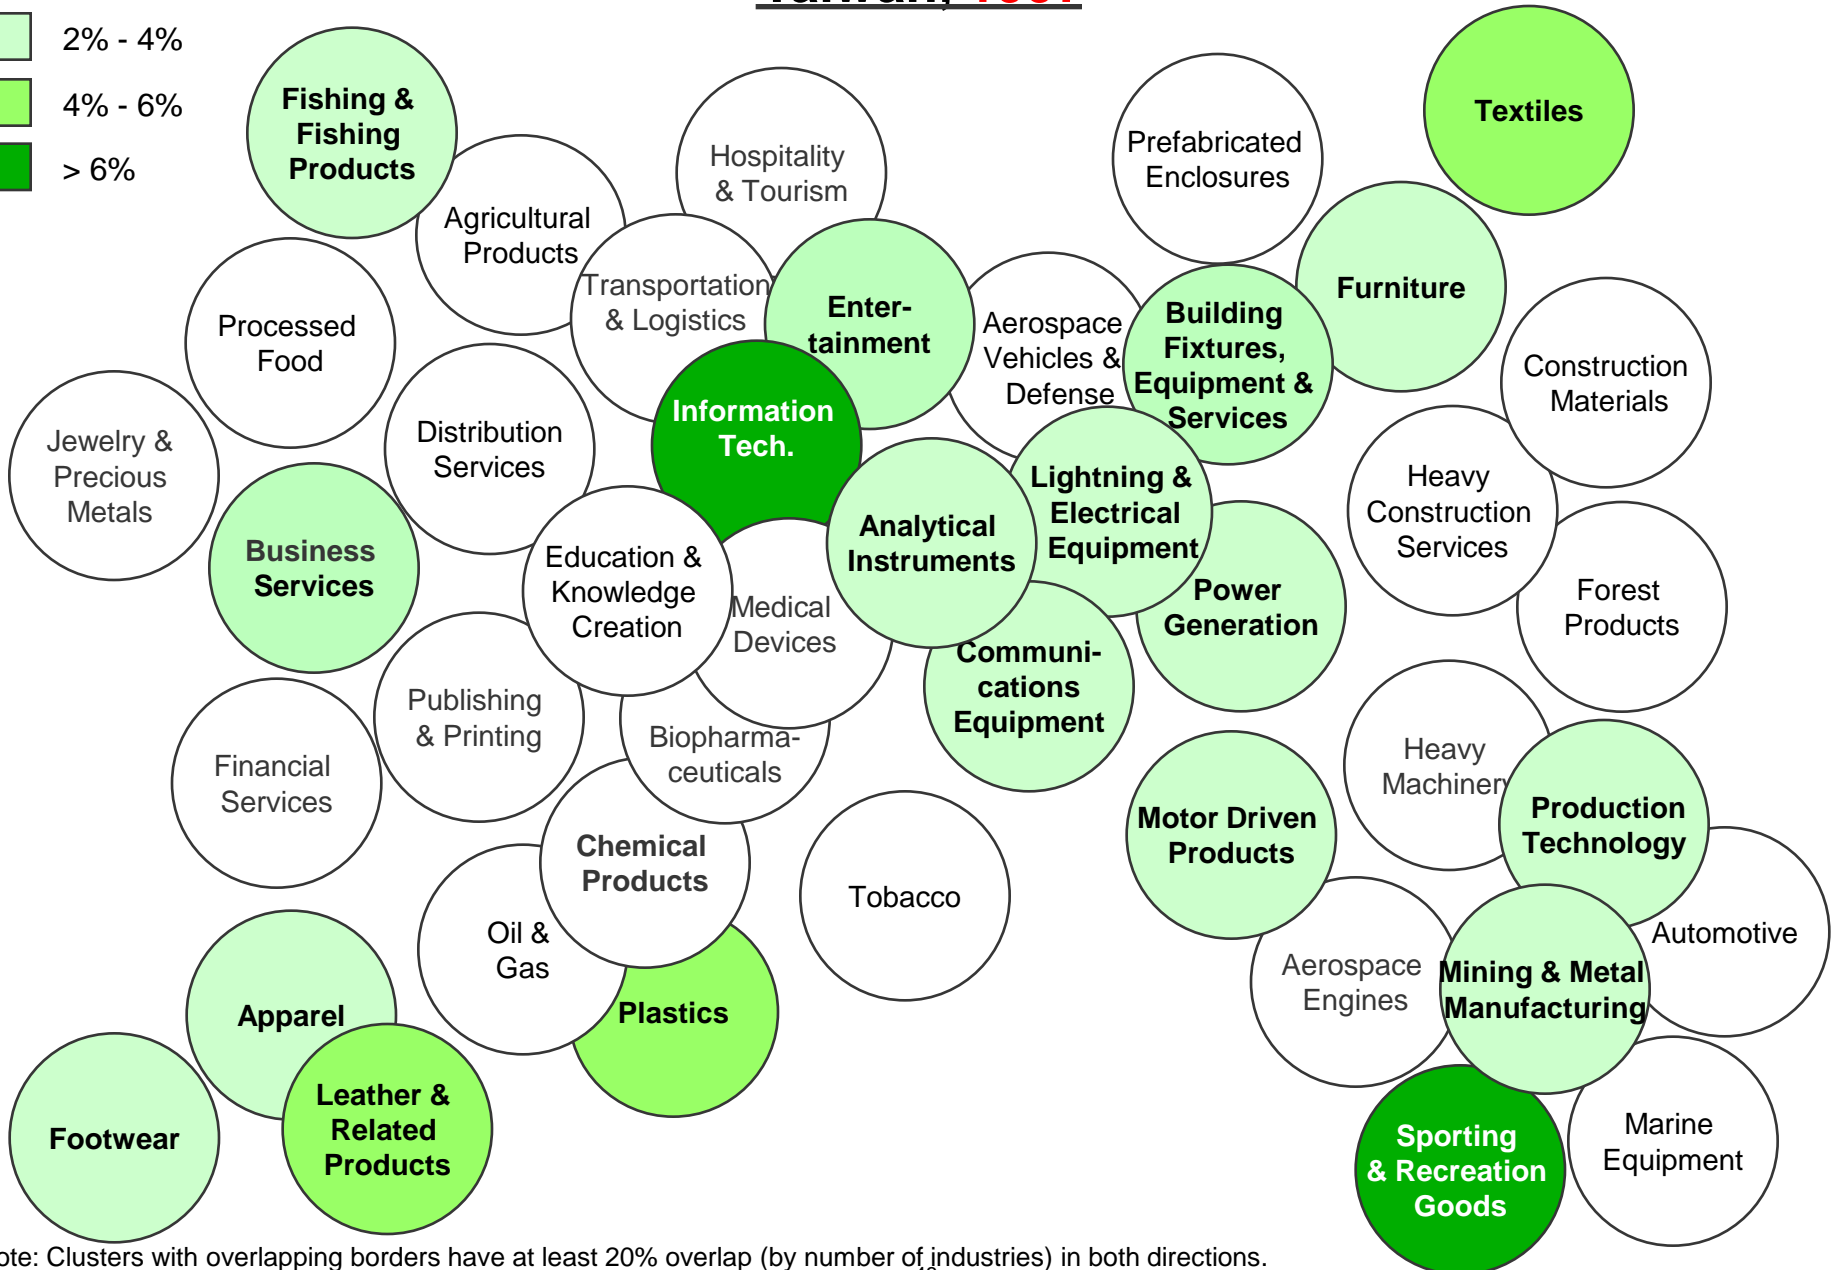 2% - 4%
4% - 6%
> 6%
Fishing &
Fishing
Products
Agricultural
Products
Hospitality
& Tourism
Transportation
& Logistics
Enter-
tainment
Prefabricated
Enclosures
Textiles
Furniture
Processed
Food
Aerospace
Vehicles &
Defense
Building
Fixtures,
Equipment &
Services
Construction
Materials
Jewelry &
Precious
Metals
Distribution
Services
Information
Tech.
Lightning &
Electrical
Equipment
Heavy
Construction
Services
Business
Services
Education &
Knowledge
Creation
Analytical
Instruments
Power
Generation
Forest
Products
Medical
Devices
Communi-
cations
Equipment
Publishing
& Printing
Biopharma-
ceuticals
Financial
Services
Heavy
Machinery
Motor Driven
Products
Production
Technology
Chemical
Products
Tobacco
Oil &
Gas
Automotive
Aerospace
Engines
Mining & Metal
Manufacturing
Apparel
Plastics
Footwear
Leather &
Related
Products
Sporting
& Recreation
Goods
Marine
Equipment
Clusters with overlapping borders have at least 20% overlap (by number of industries) in both directions.